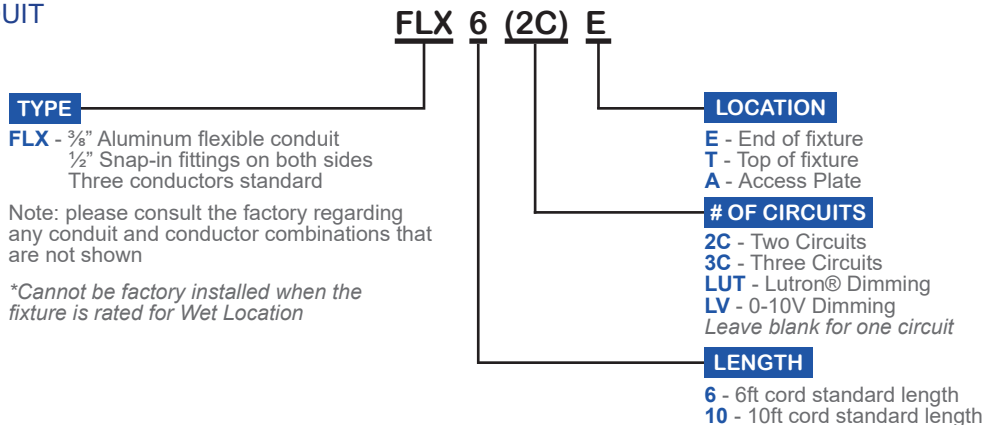 UIT
FLX 6 (2C) E
TYPE
FLX - ⅜” Aluminum flexible conduit
½” Snap-in fittings on both sides
Three conductors standard
Note: please consult the factory regarding
any conduit and conductor combinations that
are not shown
*Cannot be factory installed when the
fixture is rated for Wet Location
LOCATION
E - End of fixture
T - Top of fixture
A - Access Plate
# OF CIRCUITS
2C - Two Circuits
3C - Three Circuits
LUT - Lutron® Dimming
LV - 0-10V Dimming
Leave blank for one circuit
LENGTH
6 - 6ft cord standard length
10 - 10ft cord standard length